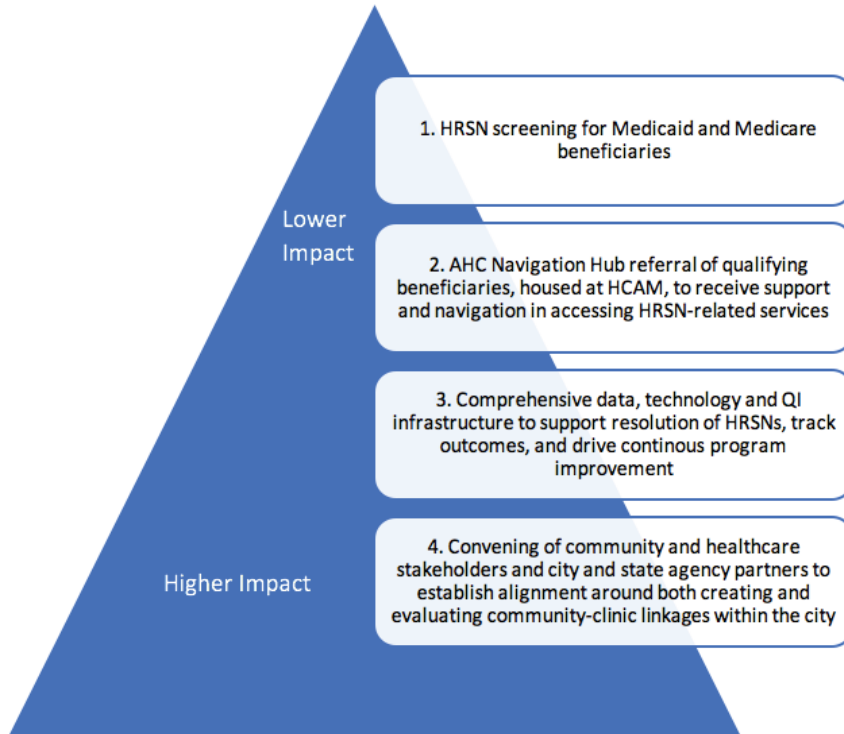 1. HRSN screening for Medicaid and Medicare
beneficiaries
Lower
Impact
2. AHC Navigation Hub referral of qualifying
beneficiaries, housed at HCAM, to receive support
and navigation in accessing HRSN-related services
3. Comprehensive data, technology and QI
infrastructure to support resolution of HRSNs, track
outcomes, and drive continous program
improvement
Higher Impact
4. Convening of community and healthcare
stakeholders and city and state agency partners to
establish alignment around both creating and
evaluating community-clinic linkages within the city